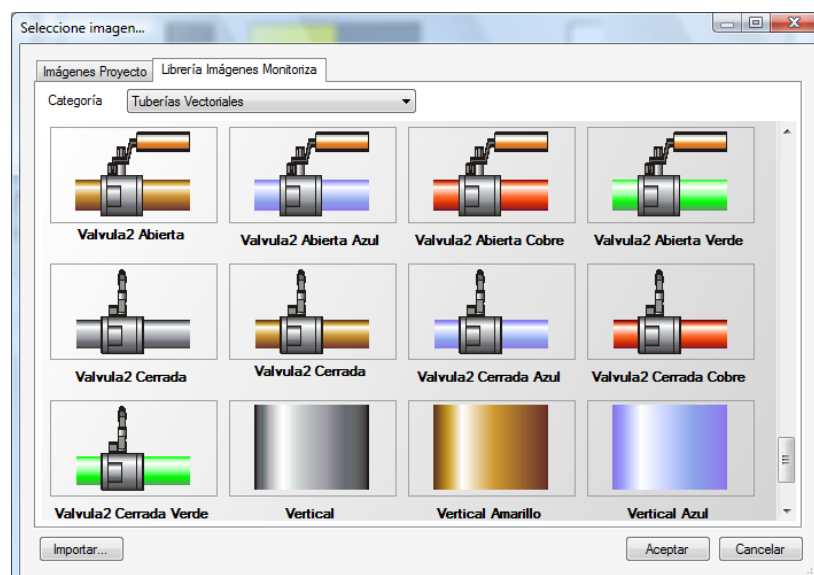 Seleccione imagen...
Imágenes Proyecto
Librería Imágenes Monitoriza
Categoría
Tuberías Vectoriales
Valvula2 Abierta
Valvula2 Abierta Azul
Valvula2 Abierta Cobre
Valvula2 Abierta Verde
Valvula2 Cerrada
Valvula2 Cerrada
Valvula2 Cerrada Azul
Valvula2 Cerrada Cobre
Valvula2 Cerrada Verde
Vertical
Vertical Amarillo
Vertical Azul
Importar...
Aceptar
Cancelar